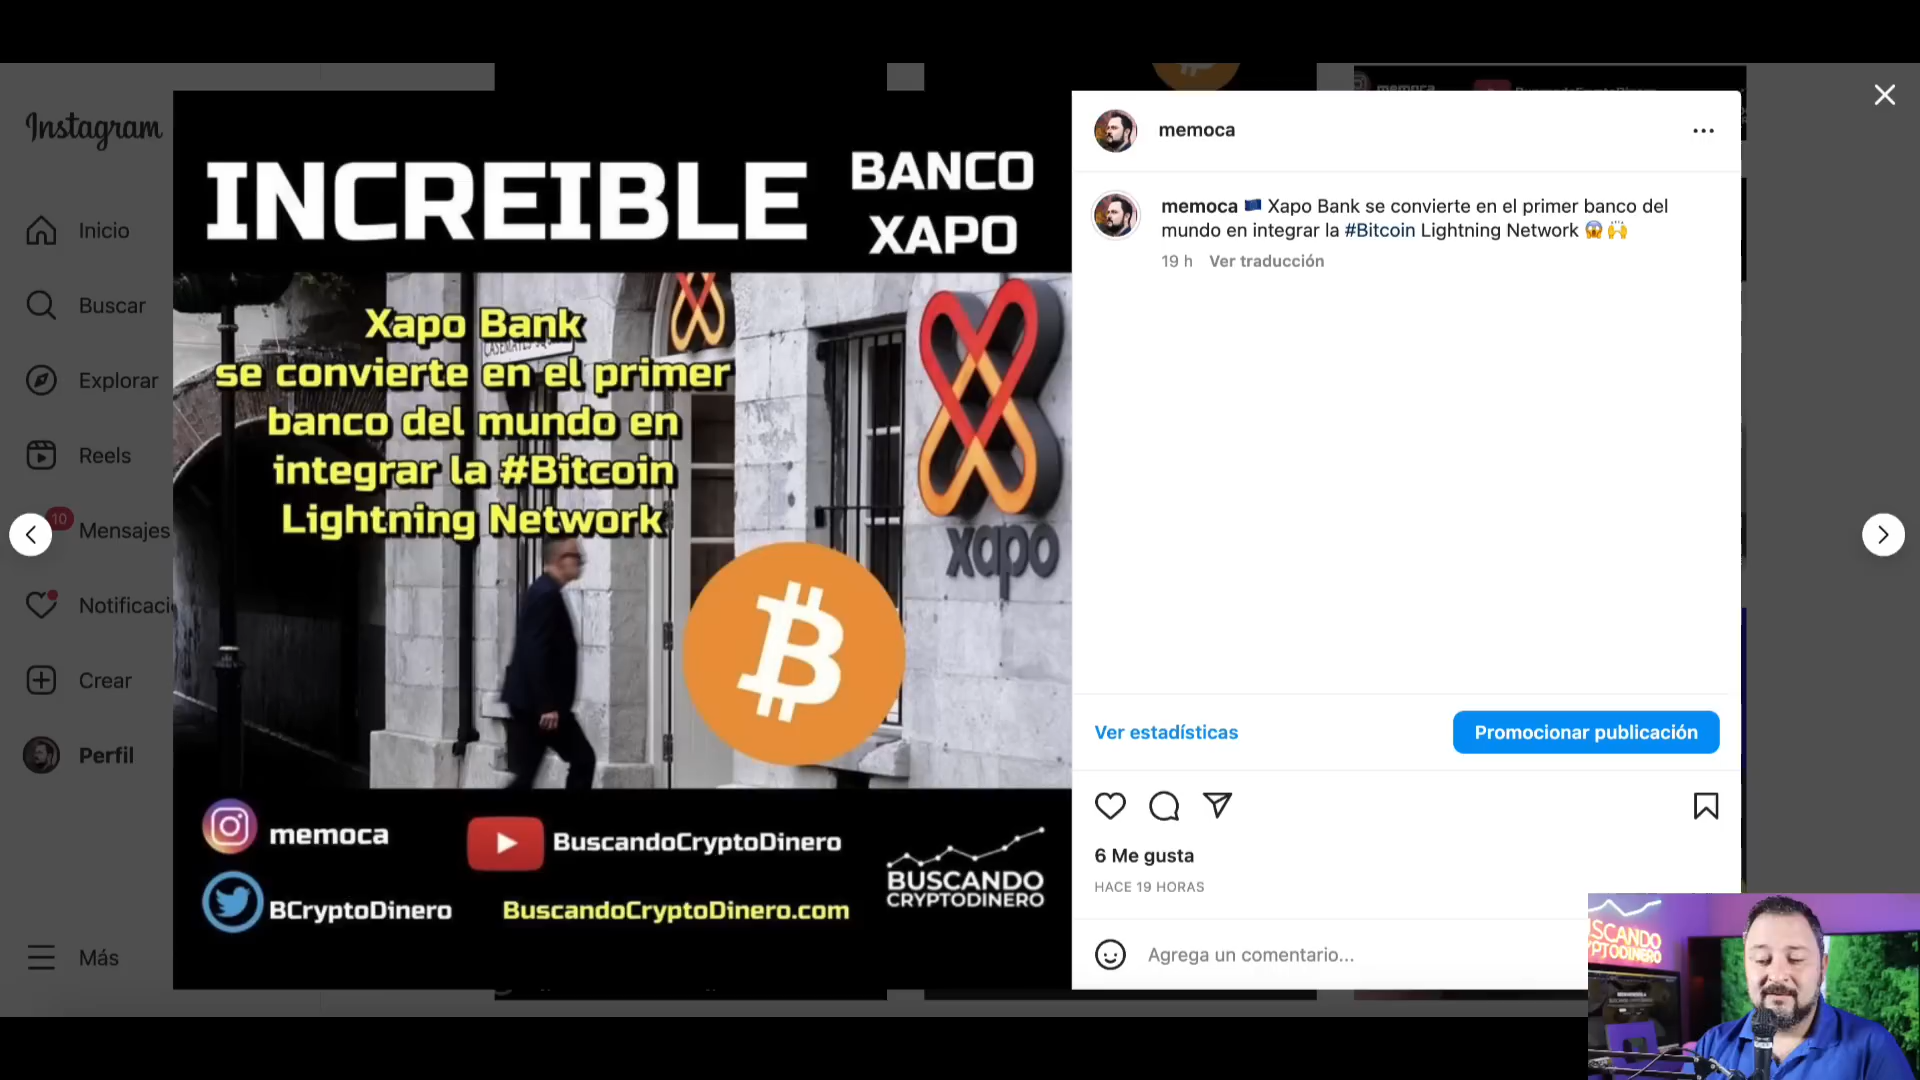 Instagram
Inicio
Buscar
Explorar
Reels
10
Mensajes
Notificaci
Crear
Perfil
Más
INCREIBLE
BANCO
XAPO
Xapo Bank
se convierte en el primer
banco del mundo en
integrar la #Bitcoin
Lightning Network
xapo
memoca
BuscandoCryptoDinero
BCryptoDinero
BuscandoCryptoDinero.com
BUSCANDO
CRYPTODINERO
memoca
memoca Xapo Bank se convierte en el primer banco del
mundo en integrar la #Bitcoin Lightning Network
19 h Ver traducción
Ver estadísticas
Promocionar publicación
6 Me gusta
HACE 19 HORAS
Agrega un comentario...